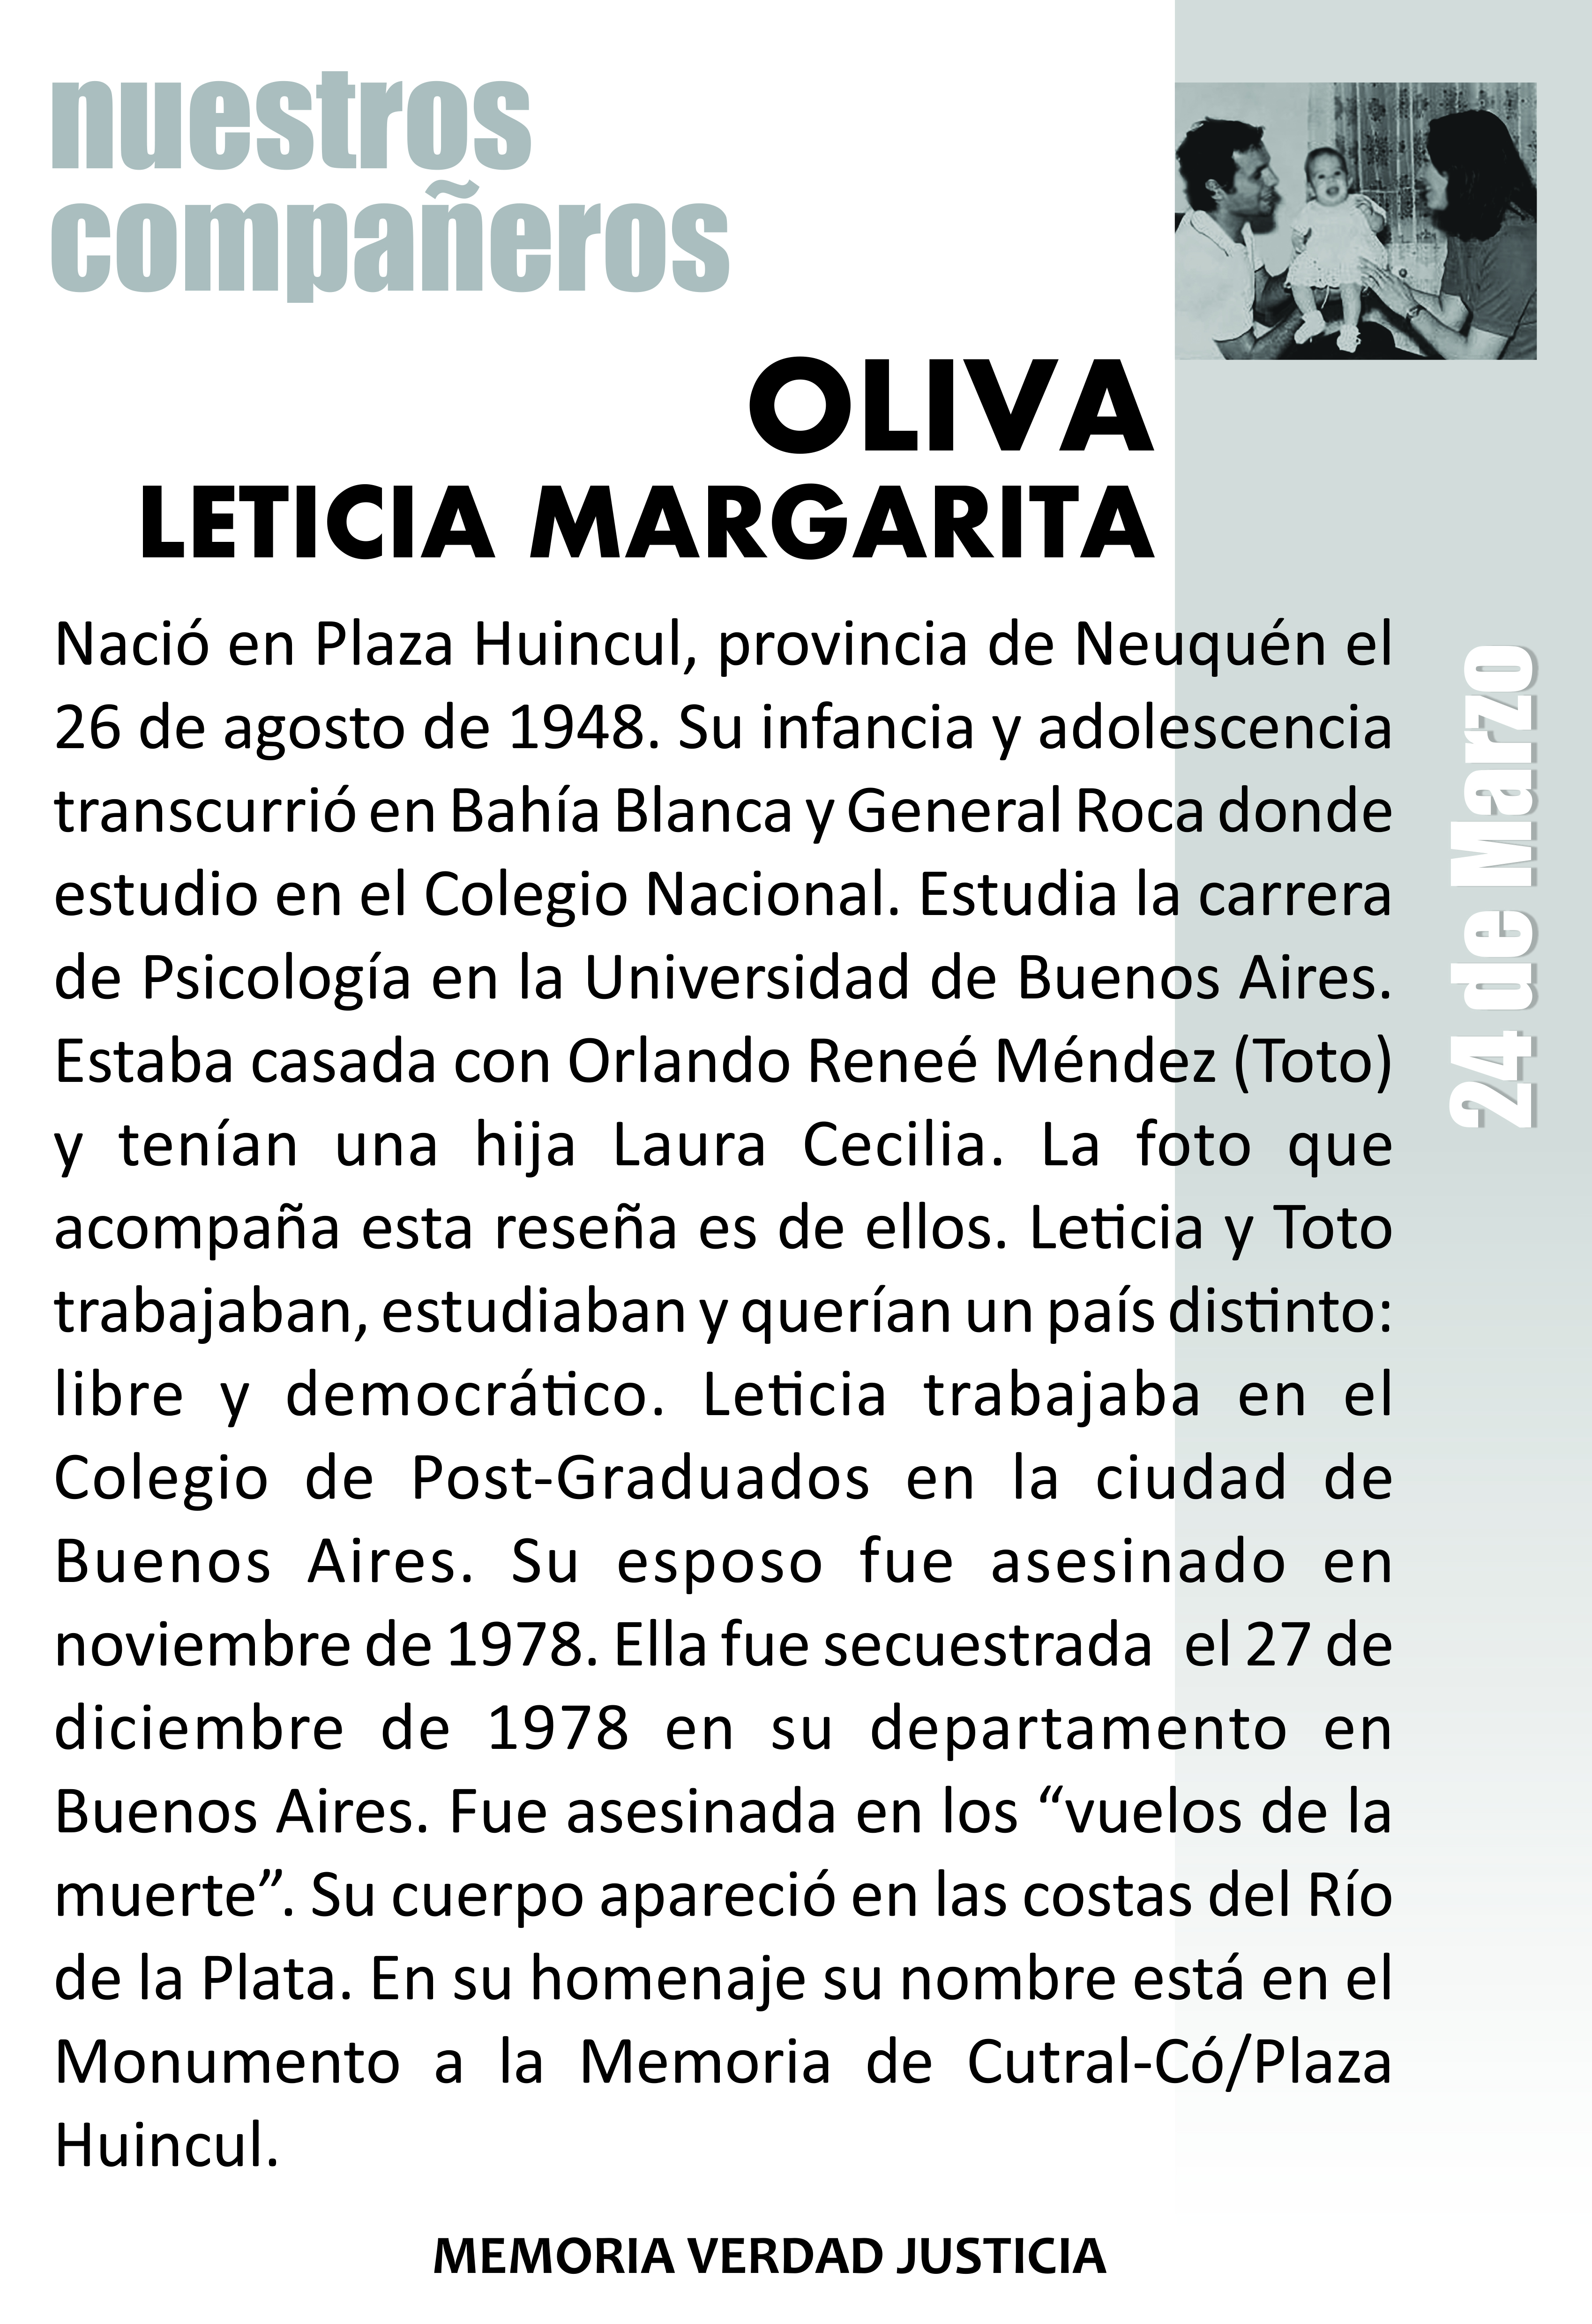 nuestros
compañeros
OLIVA
LETICIA MARGARITA
Nació en Plaza Huincul, provincia de Neuquén el
26 de agosto de 1948. Su infancia y adolescencia
transcurrió en Bahía Blanca y General Roca donde
estudio en el Colegio Nacional. Estudia la carrera
de Psicología en la Universidad de Buenos Aires.
Estaba casada con Orlando Reneé Méndez (Toto)
y tenían una hija Laura Cecilia. La foto que
acompaña esta reseña es de ellos. Leticia y Toto
trabajaban, estudiaban y querían un país distinto:
libre y democrático. Leticia trabajaba en el
Colegio de Post-Graduados en la ciudad de
Buenos Aires. Su esposo fue asesinado en
noviembre de 1978. Ella fue secuestrada el 27 de
diciembre de 1978 en su departamento en
Buenos Aires. Fue asesinada en los “vuelos de la
muerte”. Su cuerpo apareció en las costas del Río
de la Plata. En su homenaje su nombre está en el
Monumento a la Memoria de Cutral-Có/Plaza
Huincul.
24 de Marzo
MEMORIA VERDAD JUSTICIA